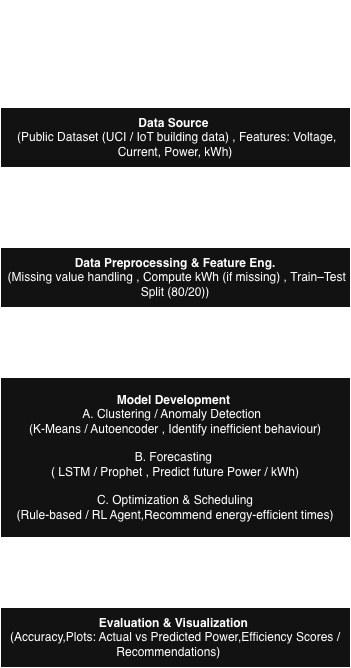 Data Source
(Public Dataset (UCI / IoT building data) , Features: Voltage,
Current, Power, kWh)
Data Preprocessing & Feature Eng.
(Missing value handling , Compute kWh (if missing) , Train–Test
Split (80/20))
Model Development
A. Clustering / Anomaly Detection
(K-Means / Autoencoder , Identify inefficient behaviour)
B. Forecasting
( LSTM / Prophet , Predict future Power / kWh)
C. Optimization & Scheduling
(Rule-based / RL Agent,Recommend energy-efficient times)
Evaluation & Visualization
(Accuracy,Plots: Actual vs Predicted Power,Efficiency Scores /
Recommendations)